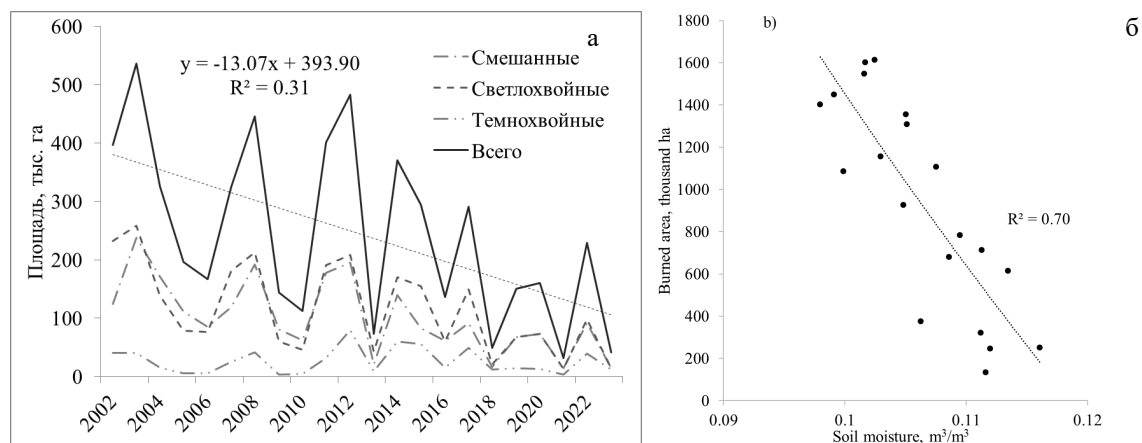 600
500
400
300
200
100
0
Площадь, тыс. га
а
y = -13.07x + 393.90
R² = 0.31
Смешанные
Светлохвойные
Темнохвойные
Всего
2002
2004
2006
2008
2010
2012
2014
2016
2018
2020
2022
б
b)
1800
1600
1400
1200
1000
800
600
400
200
0
Burned area, thousand ha
R² = 0.70
0.09
0.1
0.11
0.12
Soil moisture, m³/m³